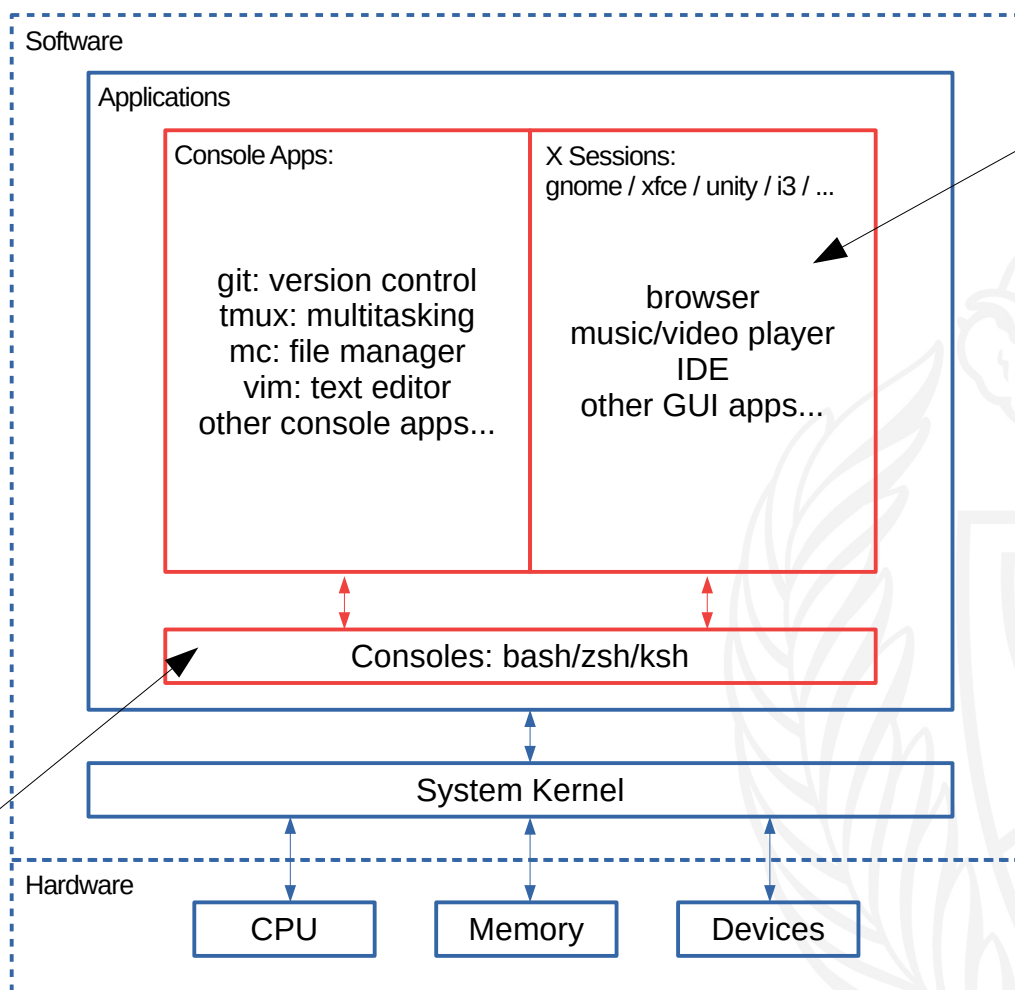 Software
Applications
Console Apps:
git: version control
tmux: multitasking
mc: file manager
vim: text editor
other console apps...
X Sessions:
gnome / xfce / unity / i3 / ...
browser
music/video player
IDE
other GUI apps...
Consoles: bash/zsh/ksh
System Kernel
Hardware
CPU
Memory
Devices